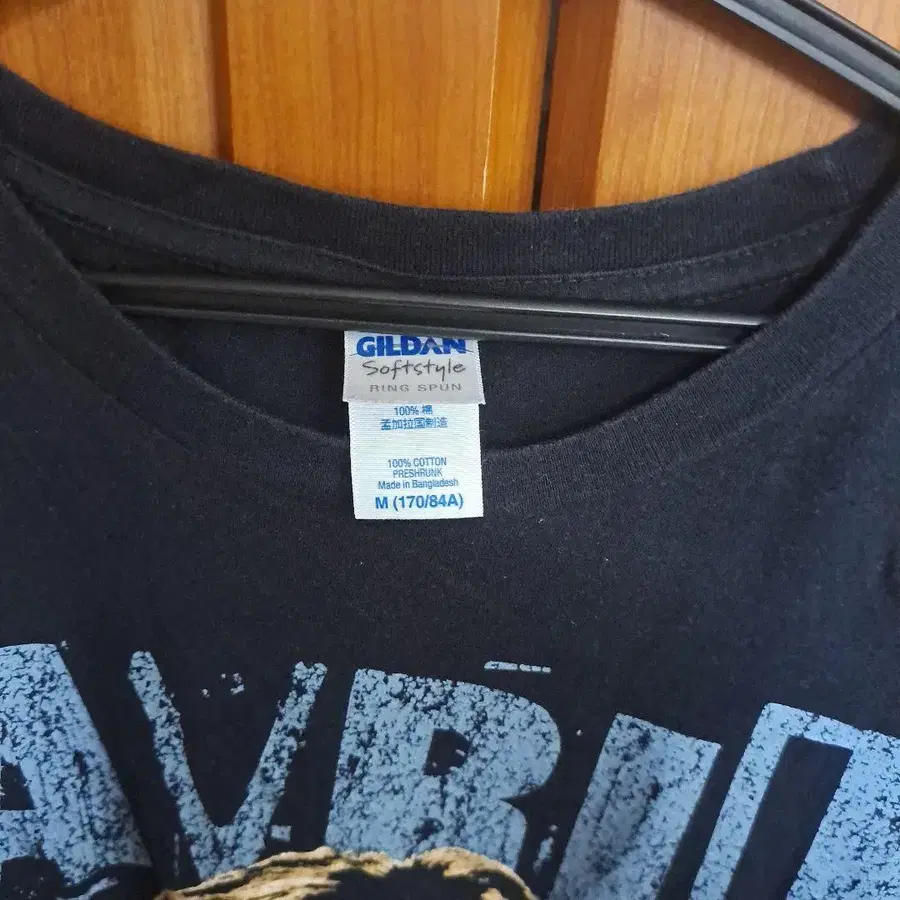 GILDAN
Softstyle
RING SPUN
100% 棉
孟加拉国制造
100% COTTON
PRESHRUNK
Made in Bangladesh
M (170/84A)
AVRIL